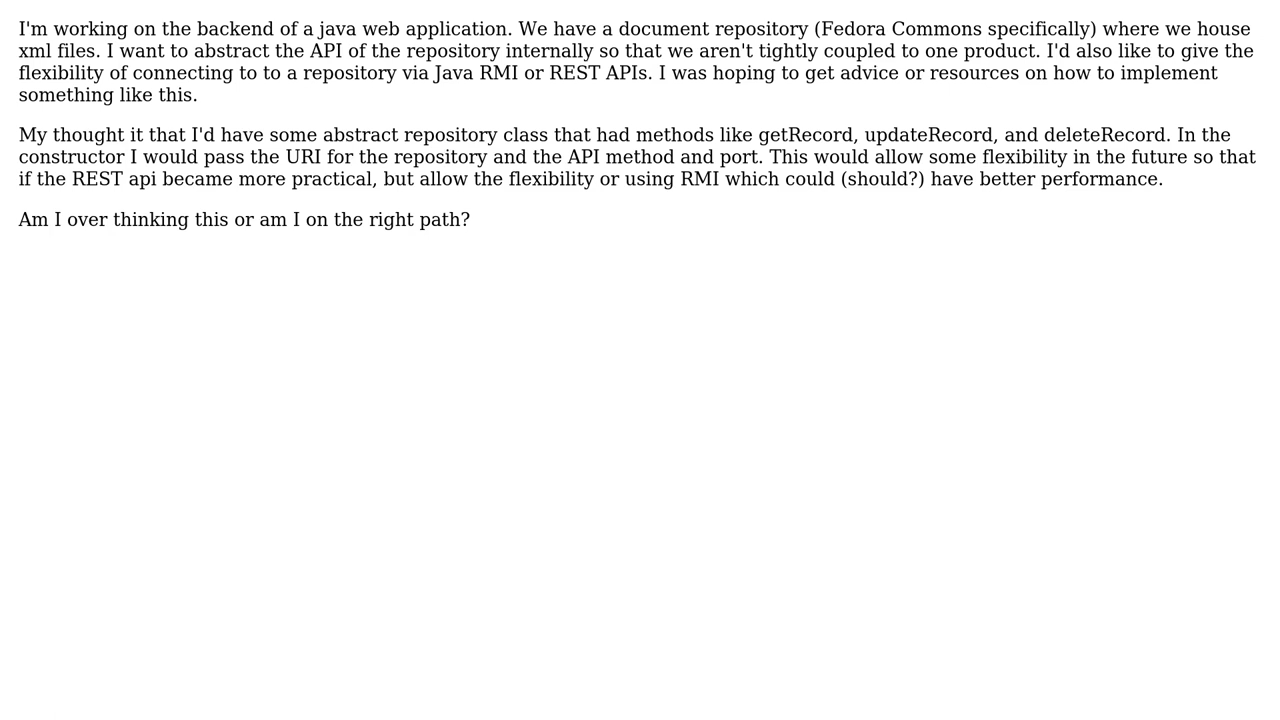 I'm working on the backend of a java web application. We have a document repository (Fedora Commons specifically) where we house
xml files. I want to abstract the API of the repository internally so that we aren't tightly coupled to one product. I'd also like to give the
flexibility of connecting to to a repository via Java RMI or REST APIs. I was hoping to get advice or resources on how to implement
something like this.
My thought it that I'd have some abstract repository class that had methods like getRecord, updateRecord, and deleteRecord. In the
constructor I would pass the URI for the repository and the API method and port. This would allow some flexibility in the future so that
if the REST api became more practical, but allow the flexibility or using RMI which could (should?) have better performance.
Am I over thinking this or am I on the right path?